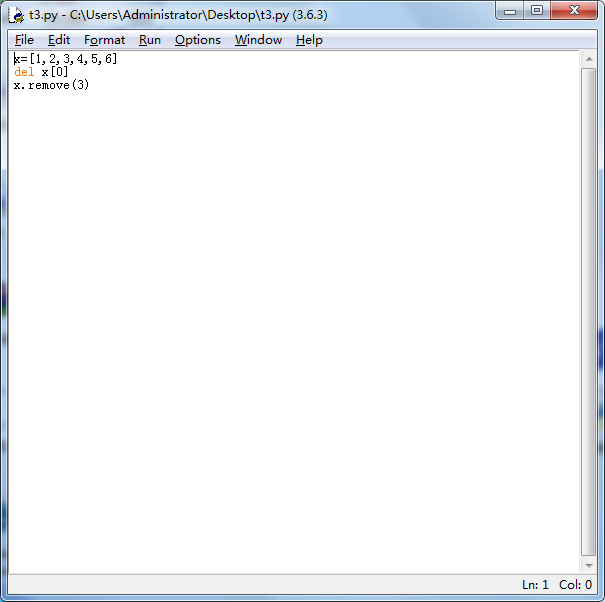 t3.py - C:\Users\Administrator\Desktop\t3.py (3.6.3)
File Edit Format Run Options Window Help
x=[1,2,3,4,5,6]
del x[0]
x.remove(3)
Ln: 1 Col: 0